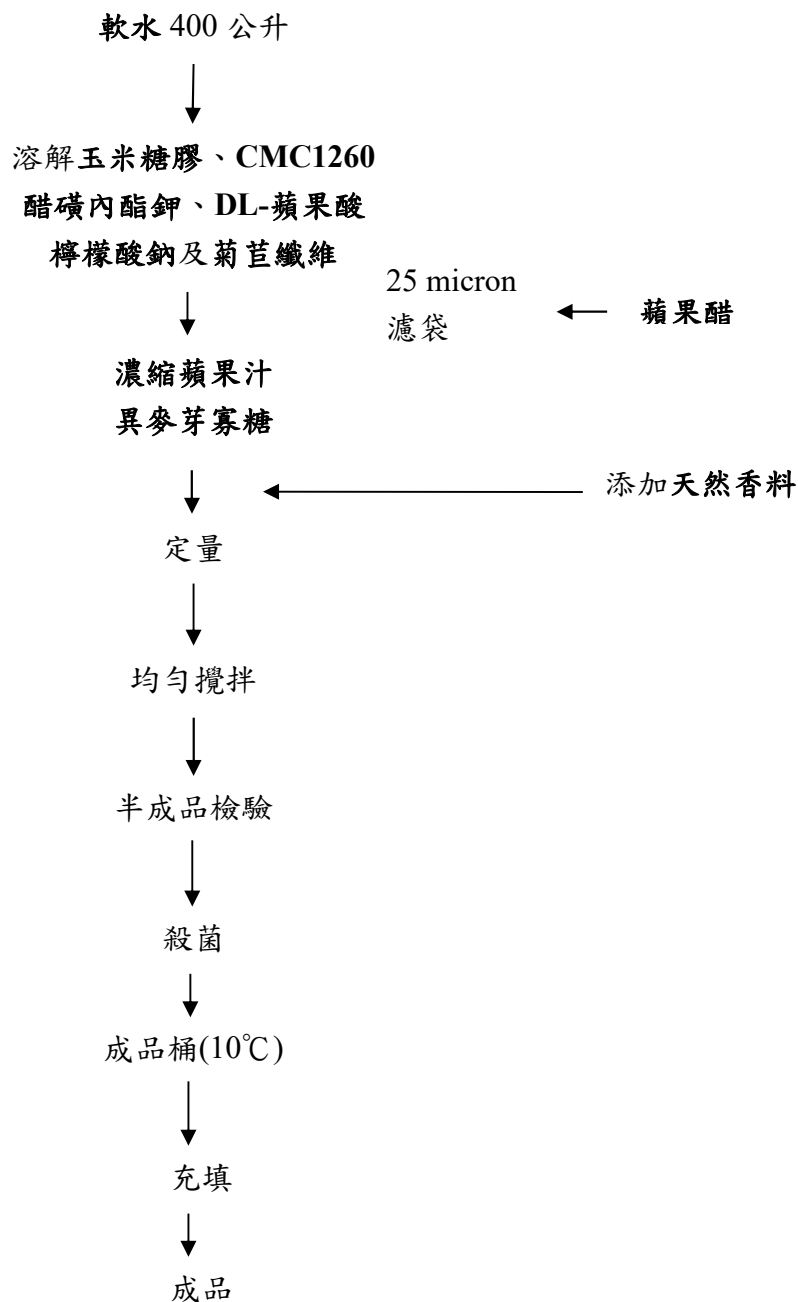 軟水 400 公升
溶解玉米糖膠、CMC1260
醋磺內酯鉀、DL-蘋果酸
檸檬酸鈉及菊苣纖維
25 micron
濾袋
蘋果醋
濃縮蘋果汁
異麥芽寡糖
添加天然香料
定量
均勻攪拌
半成品檢驗
殺菌
成品桶(10℃)
充填
成品